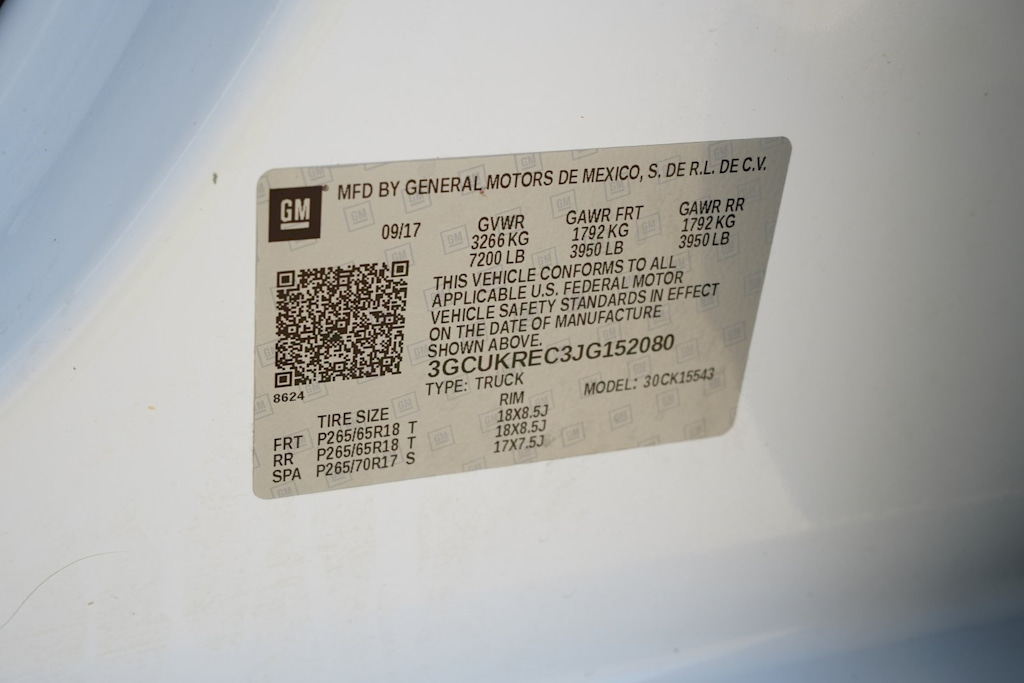 GM
MFD BY GENERAL MOTORS DE MEXICO, S. DE R.L. DE C.V.
09/17 GVWR GAWR FRT GAWR RR
3266 KG 1792 KG 1792 KG
7200 LB 3950 LB 3950 LB
THIS VEHICLE CONFORMS TO ALL
APPLICABLE U.S. FEDERAL MOTOR
VEHICLE SAFETY STANDARDS IN EFFECT
ON THE DATE OF MANUFACTURE
SHOWN ABOVE.
3GCUKREC3JG152080
8624 TYPE: TRUCK MODEL: 30CK15543
TIRE SIZE RIM
FRT P265/65R18 T 18X8.5J
RR P265/65R18 T 18X8.5J
SPA P265/70R17 S 17X7.5J